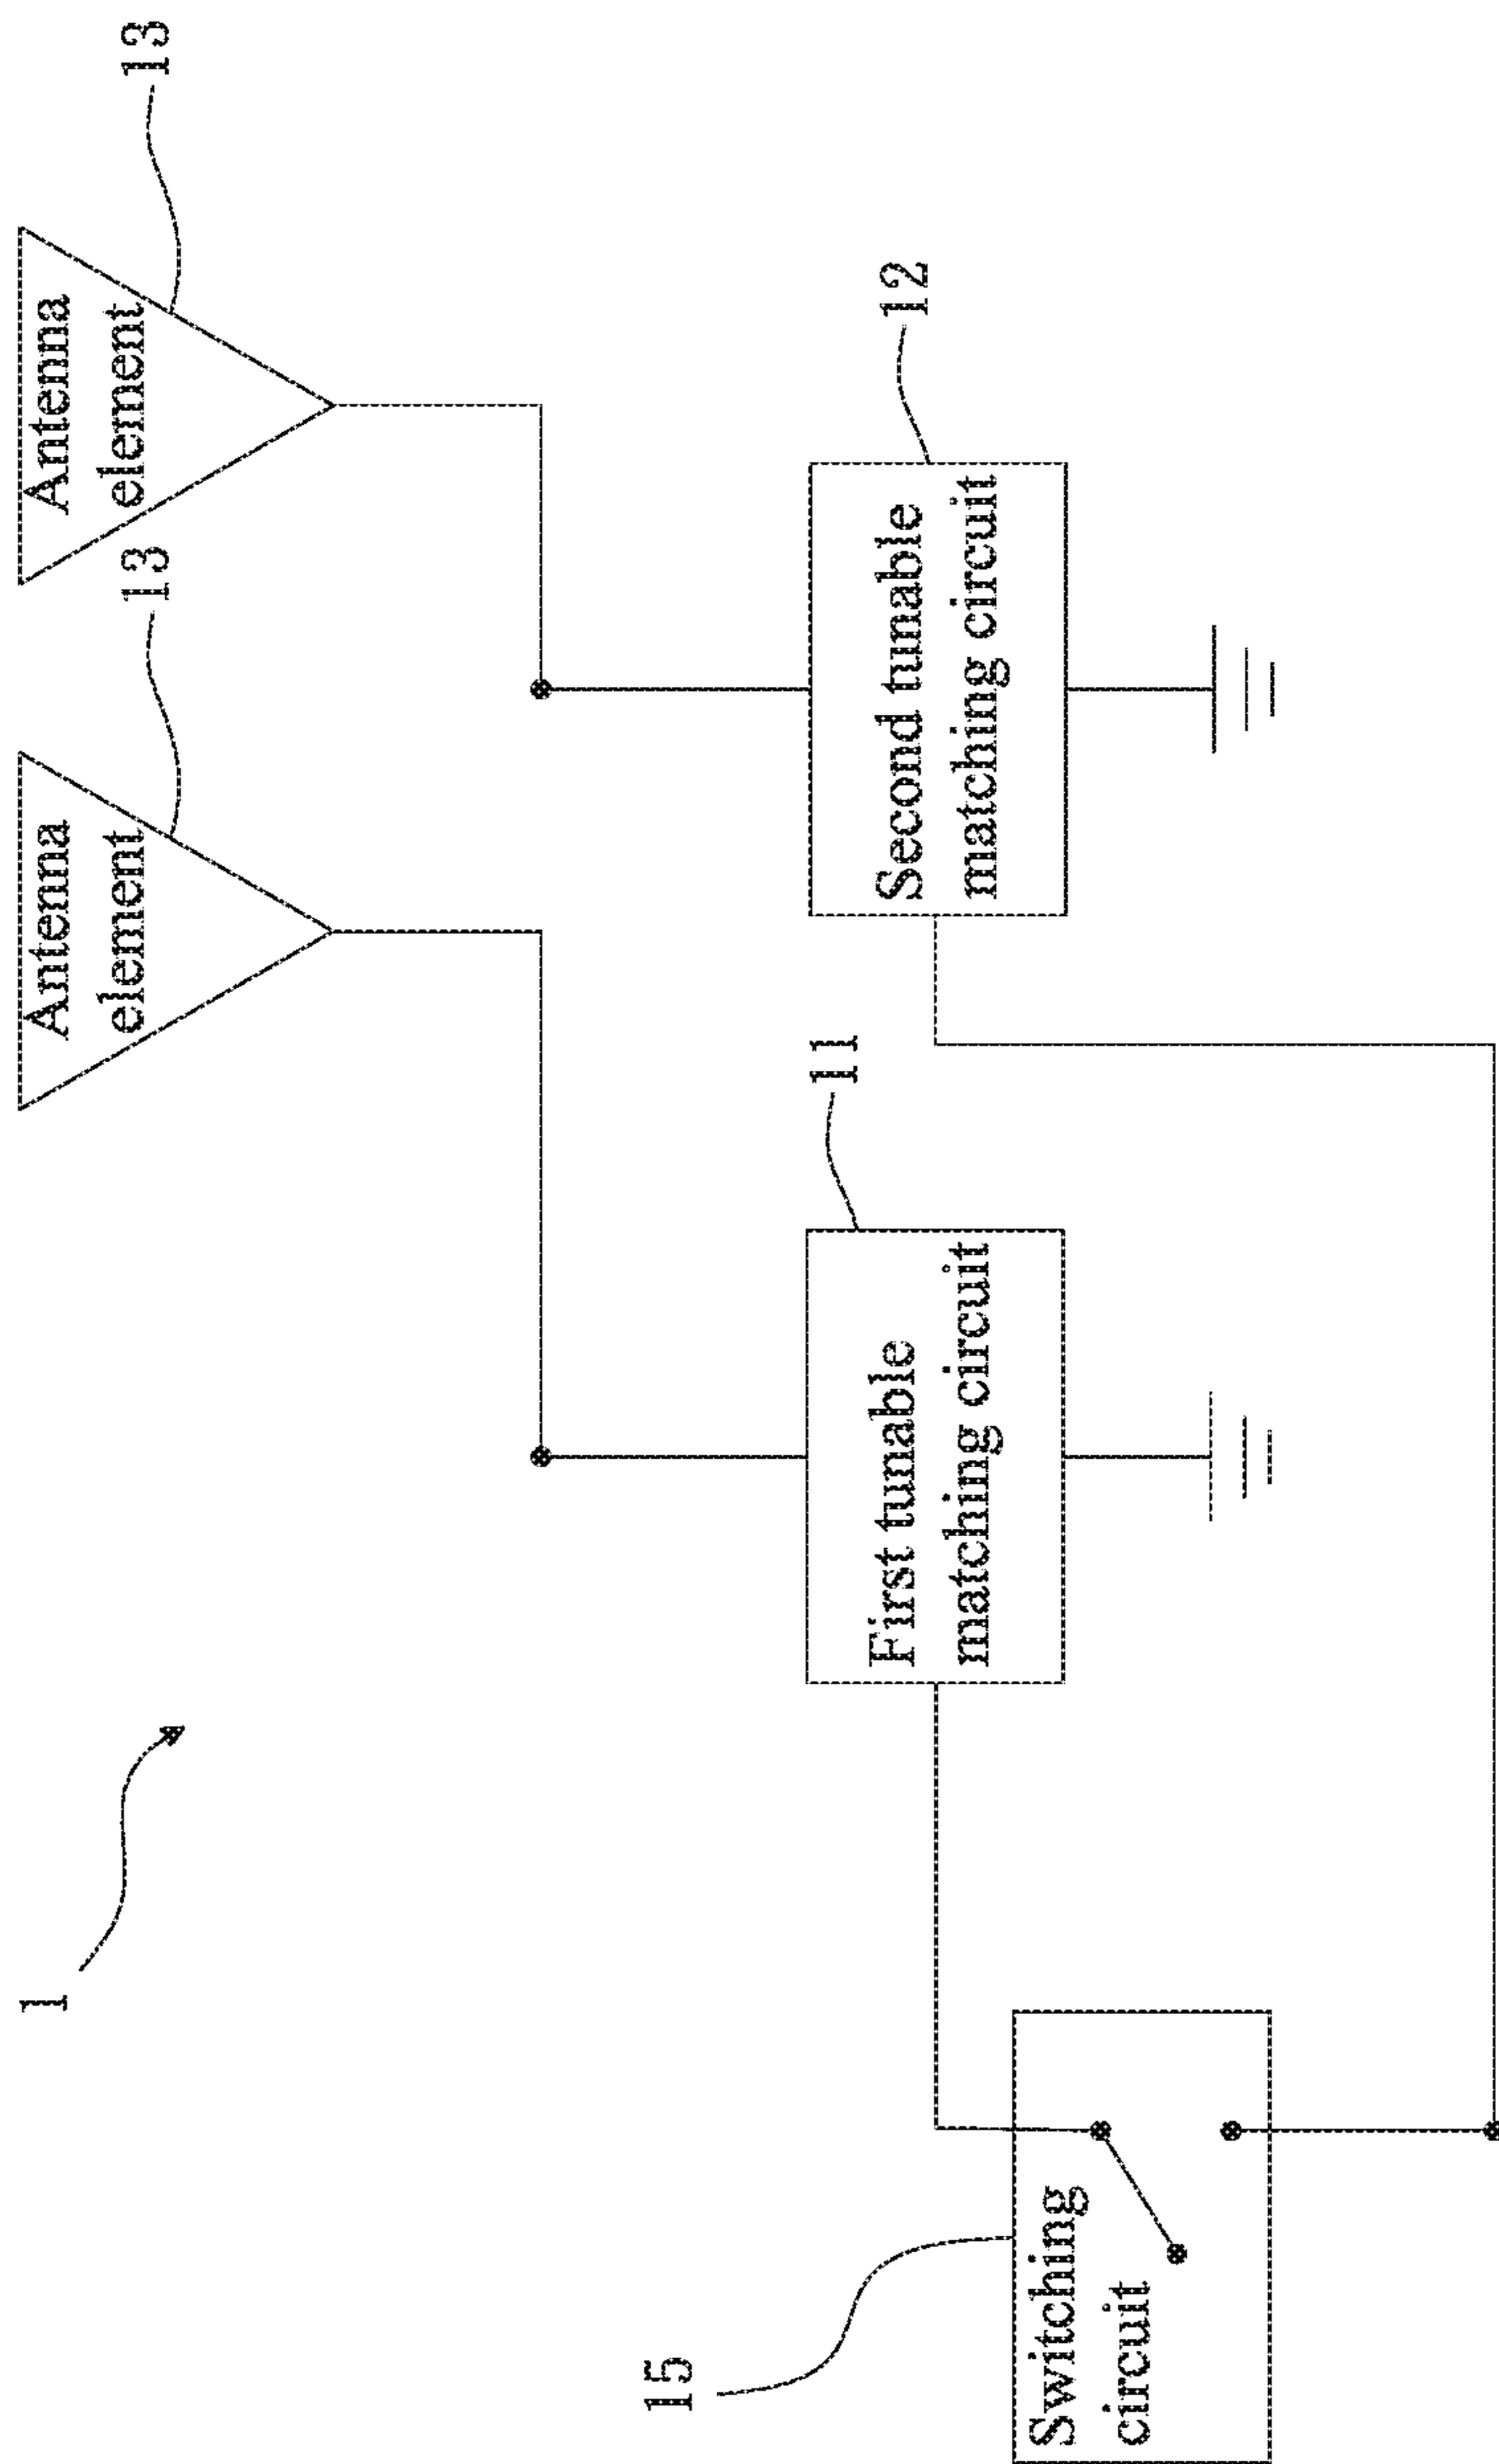 1
Antenna
element
13
Antenna
element
13
First tunable
matching circuit
11
Second tunable
matching circuit
12
Switching
circuit
15